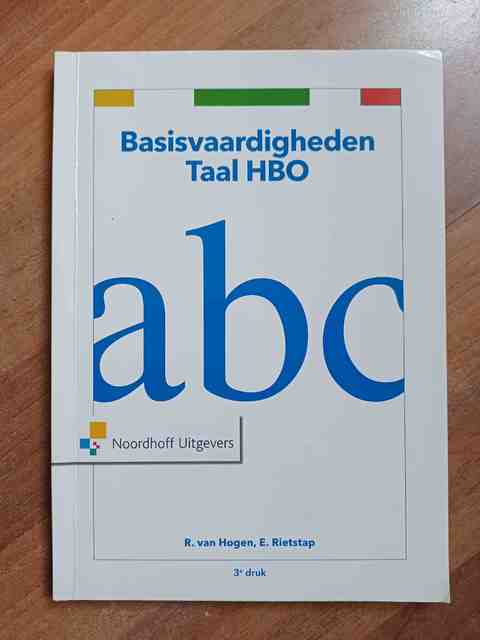 Basisvaardigheden
Taal HBO
abc
Noordhoff Uitgevers
R. van Hogen, E. Rietstap
3e druk